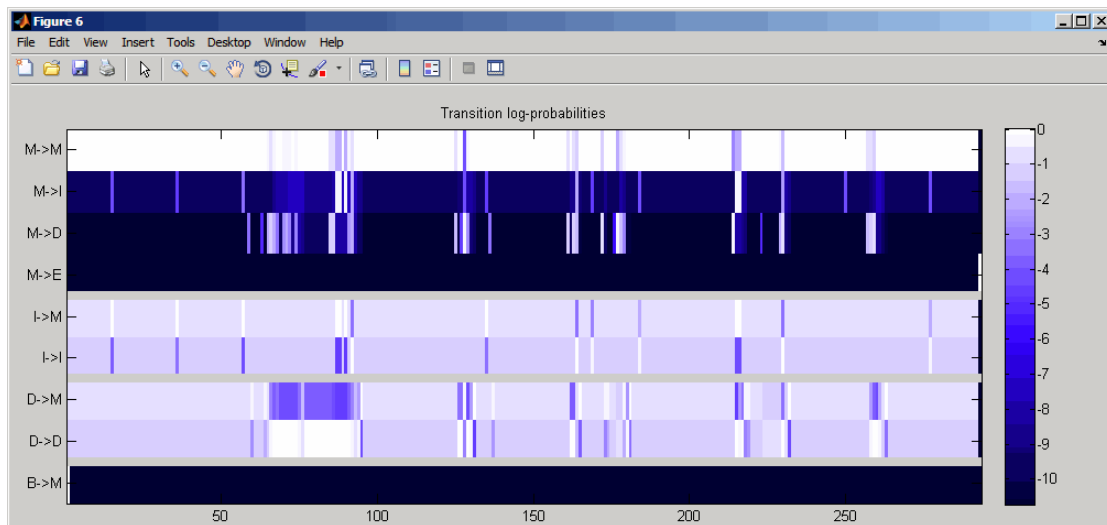 Figure 6
File Edit View Insert Tools Desktop Window Help
Transition log-probabilities
M->M
M->I
M->D
M->E
I->M
I->I
D->M
D->D
B->M
50 100 150 200 250
0
-1
-2
-3
-4
-5
-6
-7
-8
-9
-10